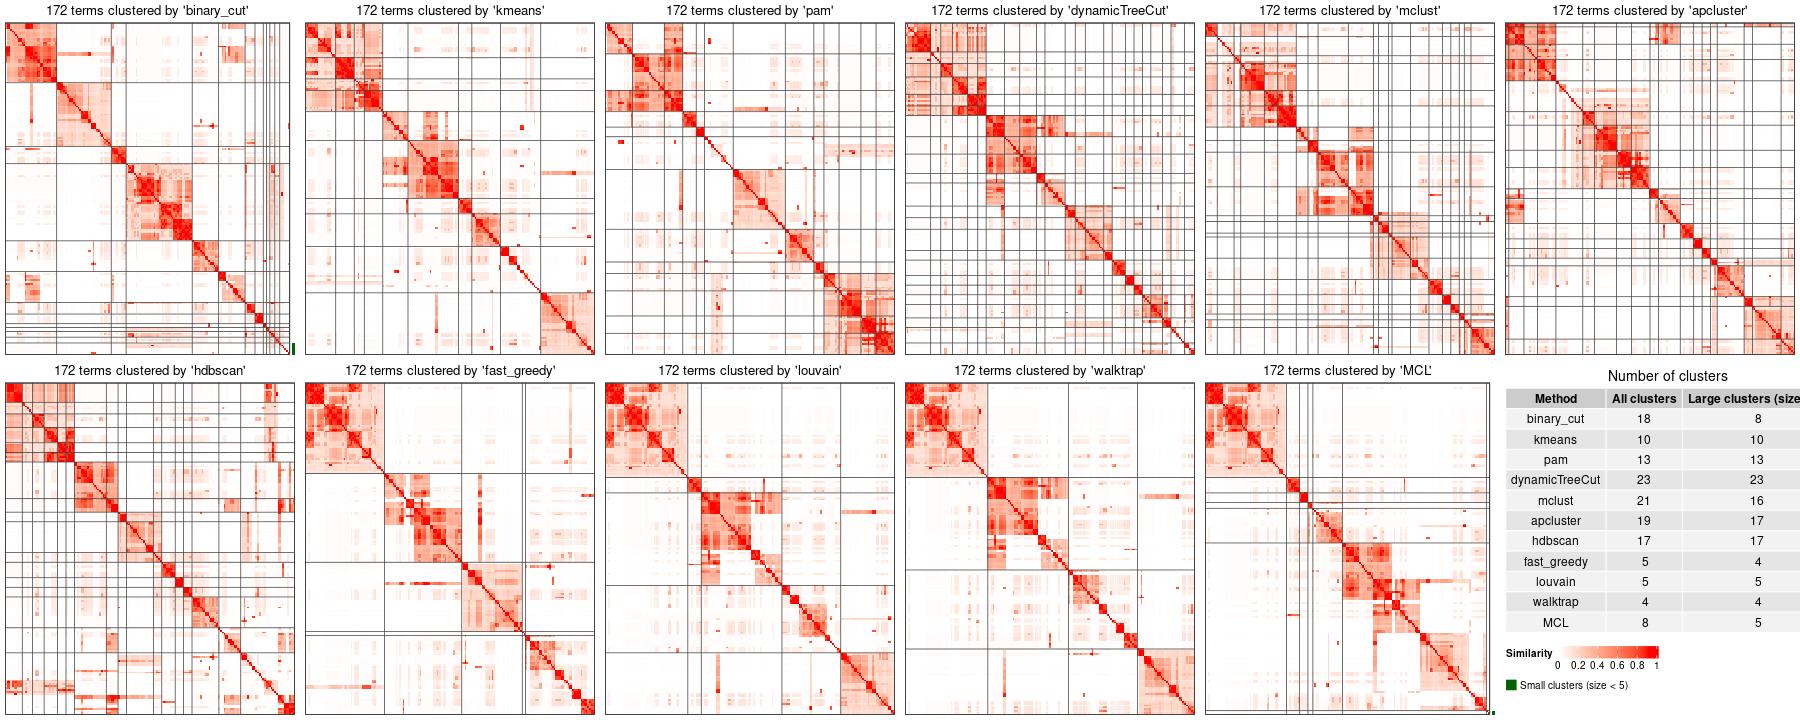 172 terms clustered by 'binary_cut'
172 terms clustered by 'kmeans'
172 terms clustered by 'pam'
172 terms clustered by 'dynamicTreeCut'
172 terms clustered by 'mclust'
172 terms clustered by 'apcluster'
172 terms clustered by 'hdbscan'
172 terms clustered by 'fast_greedy'
172 terms clustered by 'louvain'
172 terms clustered by 'walktrap'
172 terms clustered by 'MCL'
Number of clusters
Method All clusters Large clusters (size
binary_cut 18 8
kmeans 10 10
pam 13 13
dynamicTreeCut 23 23
mclust 21 16
apcluster 19 17
hdbscan 17 17
fast_greedy 5 4
louvain 5 5
walktrap 4 4
MCL 8 5
Similarity
0 0.2 0.4 0.6 0.8 1
Small clusters (size < 5)